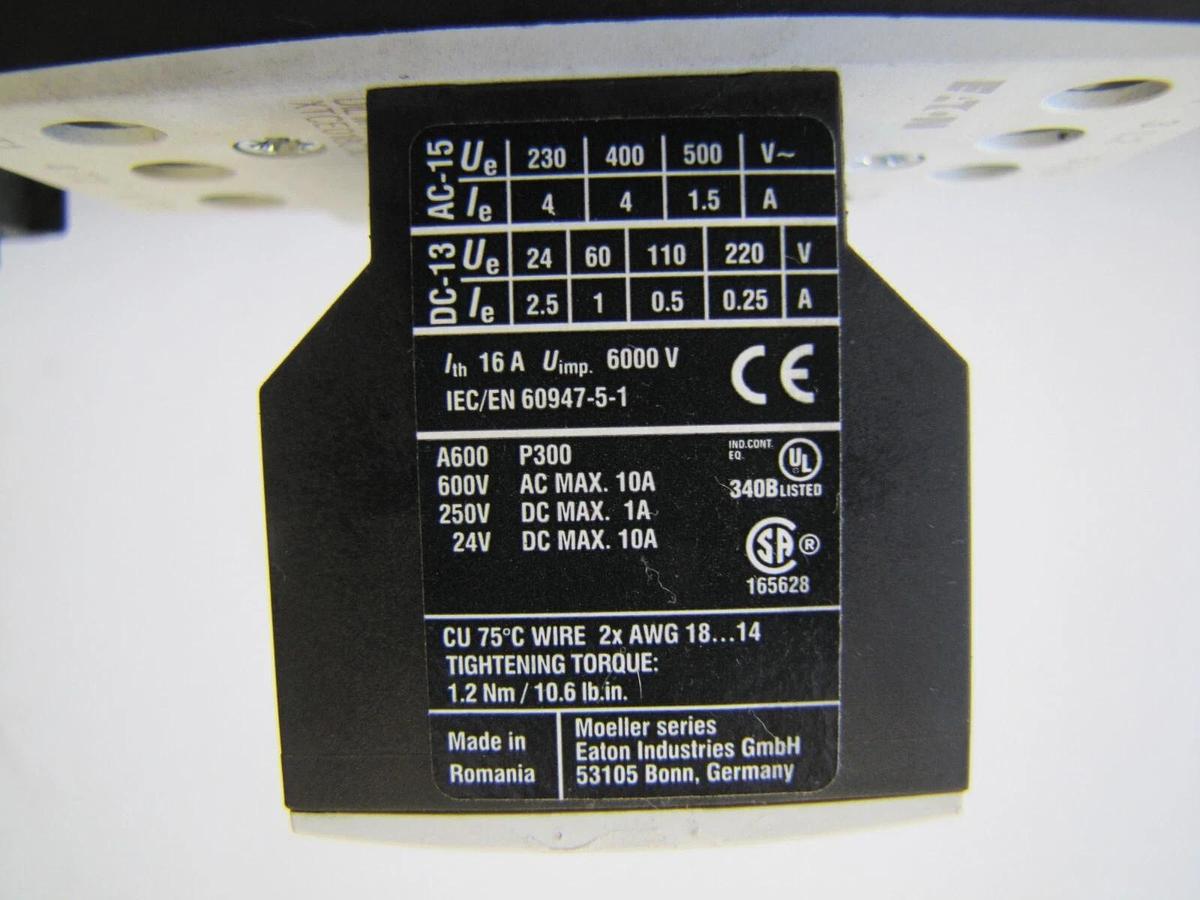 EATON
AC-15 Ue 230 400 500 V~
Ie 4 4 1.5 A
DC-13 Ue 24 60 110 220 V
Ie 2.5 1 0.5 0.25 A
Ith 16 A Uimp. 6000 V
IEC/EN 60947-5-1
CE
A600 P300
600V AC MAX. 10A
250V DC MAX. 1A
24V DC MAX. 10A
IND.CONT.
EQ.
UL
340B LISTED
SA ®
165628
CU 75°C WIRE 2x AWG 18...14
TIGHTENING TORQUE:
1.2 Nm / 10.6 lb.in.
Made in
Romania
Moeller series
Eaton Industries GmbH
53105 Bonn, Germany